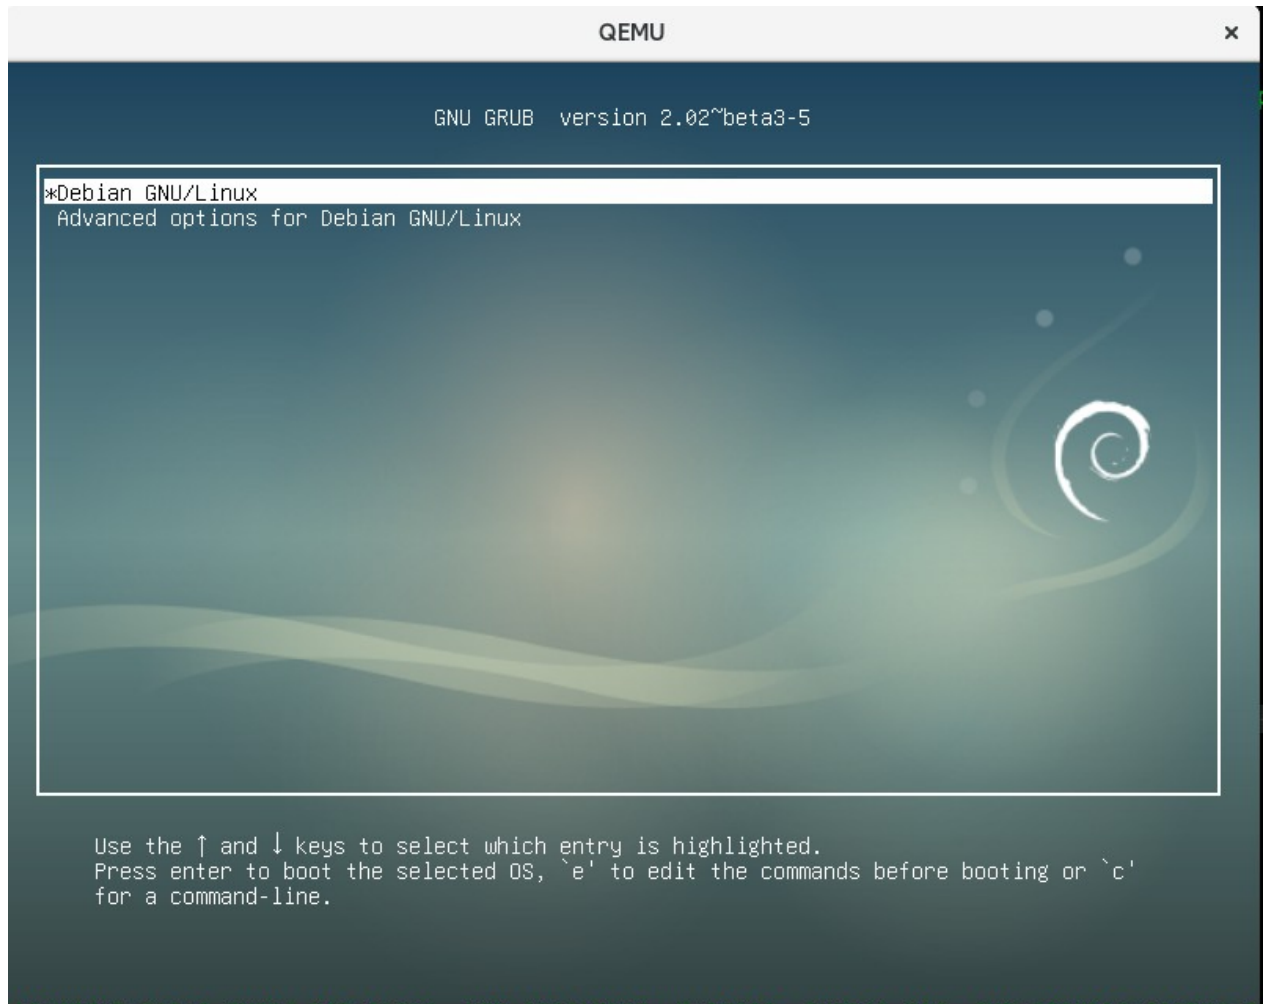 QEMU ×
GNU GRUB  version 2.02~beta3-5
*Debian GNU/Linux
Advanced options for Debian GNU/Linux
Use the ↑ and ↓ keys to select which entry is highlighted.
Press enter to boot the selected OS, `e' to edit the commands before booting or `c'
for a command-line.